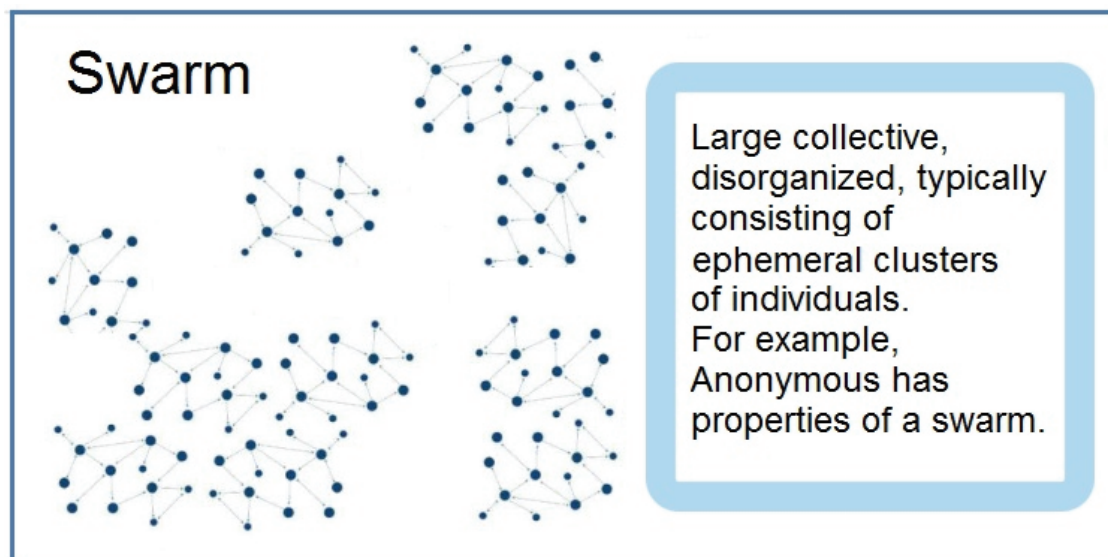 Swarm
Large collective,
disorganized, typically
consisting of
ephemeral clusters
of individuals.
For example,
Anonymous has
properties of a swarm.